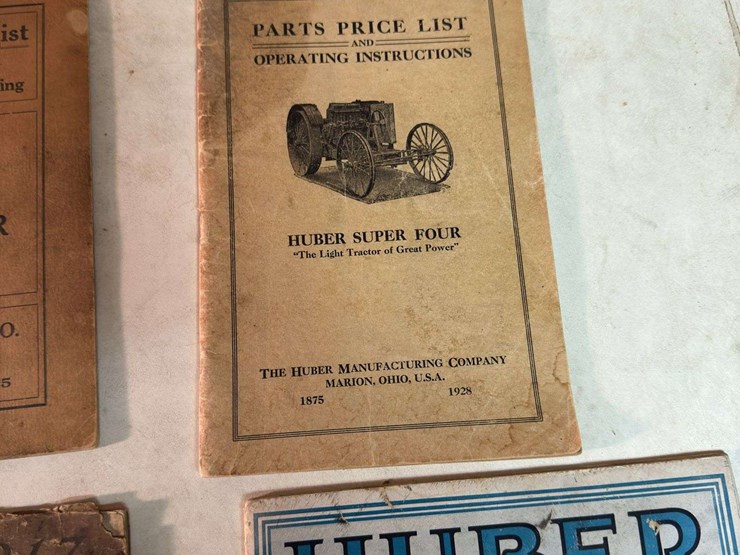 ist
ing
R
O.
5
PARTS PRICE LIST
AND
OPERATING INSTRUCTIONS
HUBER SUPER FOUR
"The Light Tractor of Great Power"
THE HUBER MANUFACTURING COMPANY
MARION, OHIO, U.S.A.
1875 1928
HUBER